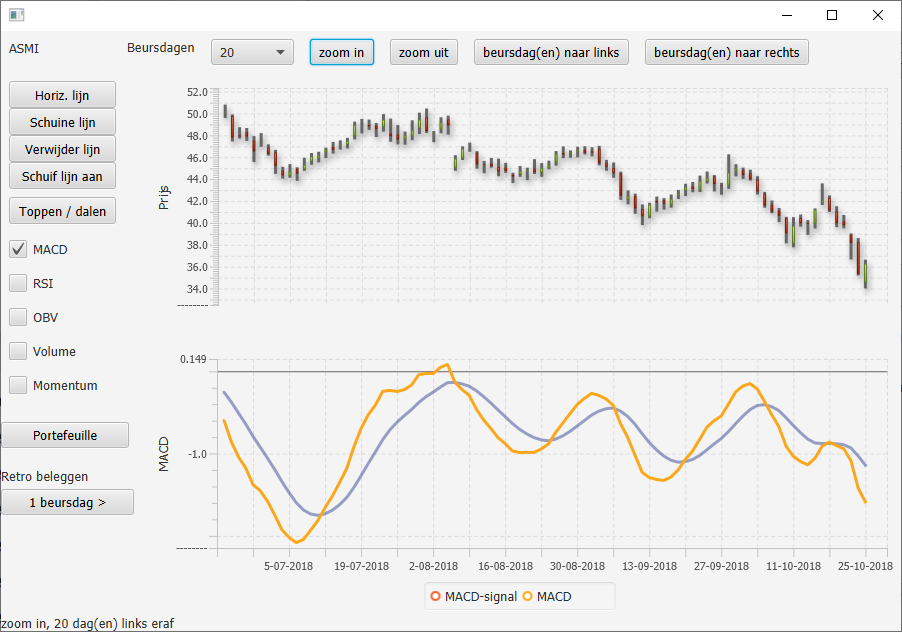 ASMI
Beursdagen
20
zoom in
zoom uit
beursdag(en) naar links
beursdag(en) naar rechts
Horiz. lijn
Schuine lijn
Verwijder lijn
Schuif lijn aan
Toppen / dalen
MACD
RSI
OBV
Volume
Momentum
Portefeuille
Retro beleggen
1 beursdag >
Prijs
52.0
50.0
48.0
46.0
44.0
42.0
40.0
38.0
36.0
34.0
--------
MACD
0.149
-1.0
--------
5-07-2018 19-07-2018 2-08-2018 16-08-2018 30-08-2018 13-09-2018 27-09-2018 11-10-2018 25-10-2018
MACD-signal MACD
zoom in, 20 dag(en) links eraf